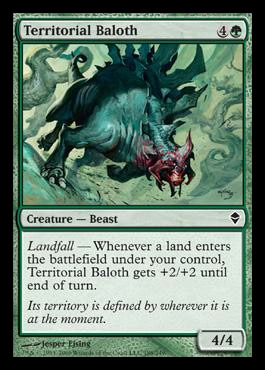 Territorial Baloth 4
Creature — Beast
Landfall — Whenever a land enters
the battlefield under your control,
Territorial Baloth gets +2/+2 until
end of turn.
Its territory is defined by wherever it is
at the moment.
Jesper Ejsing
4/4